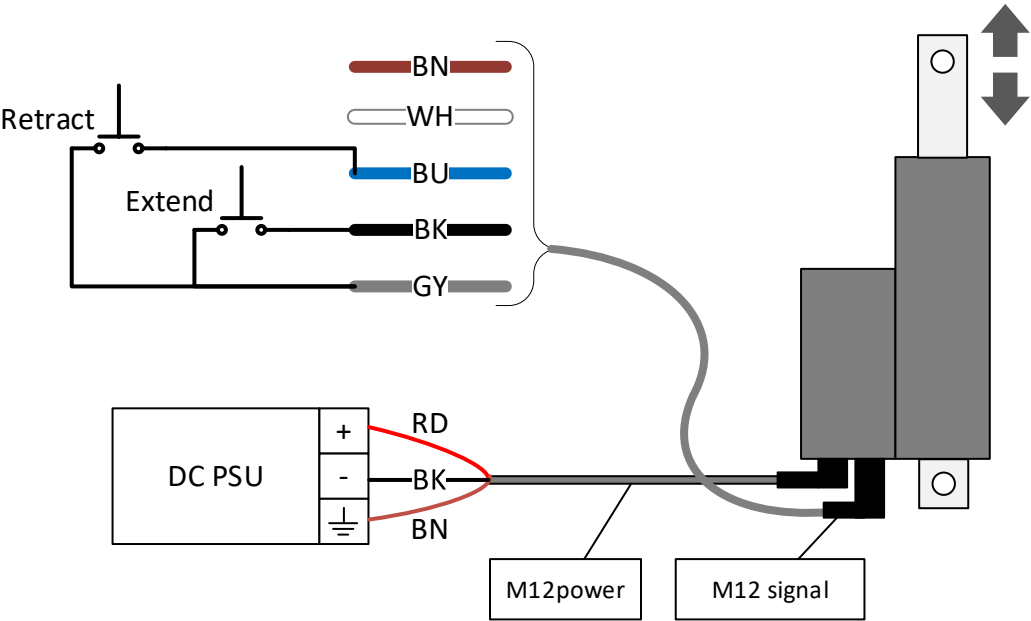 BN
WH
Retract
BU
Extend
BK
GY
RD
+
DC PSU
-
BK
BN
M12power
M12 signal